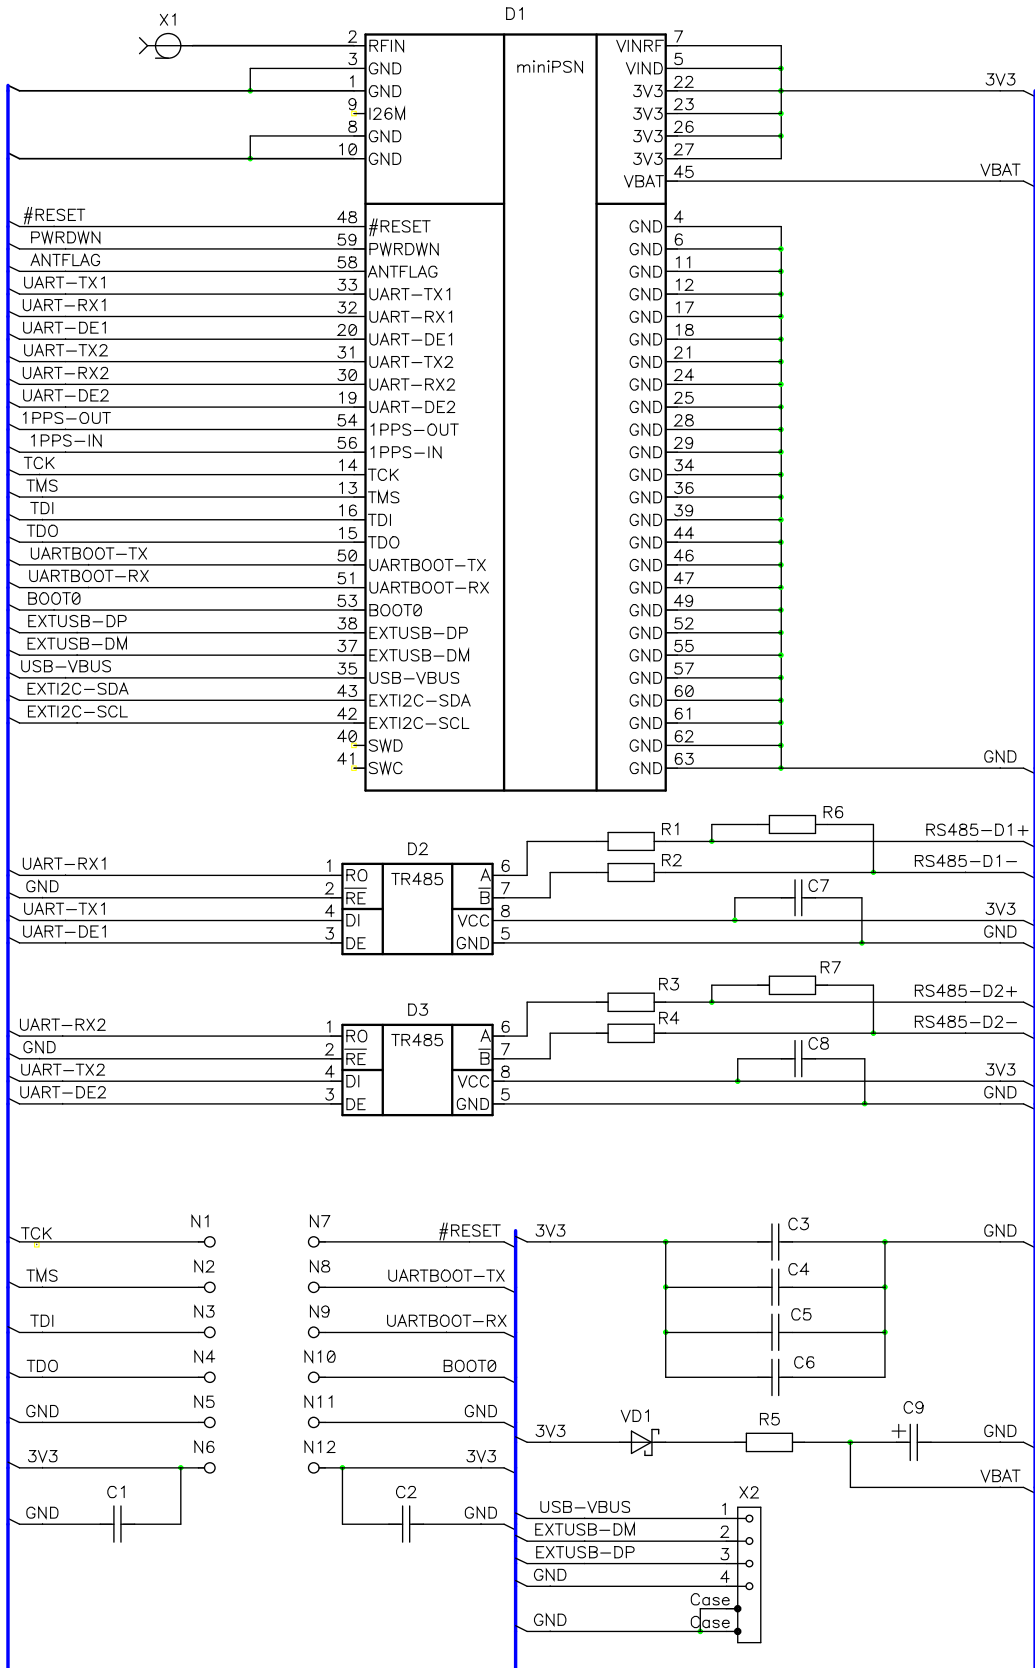 X1
D1
miniPSN
2 RFIN
3 GND
1 GND
9 I26M
8 GND
10 GND
VINRF 7
VIND 5
3V3 22 3V3
3V3 23
3V3 26
3V3 27
VBAT 45 VBAT
#RESET 48 #RESET
PWRDWN 59 PWRDWN
ANTFLAG 58 ANTFLAG
UART-TX1 33 UART-TX1
UART-RX1 32 UART-RX1
UART-DE1 20 UART-DE1
UART-TX2 31 UART-TX2
UART-RX2 30 UART-RX2
UART-DE2 19 UART-DE2
1PPS-OUT 54 1PPS-OUT
1PPS-IN 56 1PPS-IN
TCK 14 TCK
TMS 13 TMS
TDI 16 TDI
TDO 15 TDO
UARTBOOT-TX 50 UARTBOOT-TX
UARTBOOT-RX 51 UARTBOOT-RX
BOOT0 53 BOOT0
EXTUSB-DP 38 EXTUSB-DP
EXTUSB-DM 37 EXTUSB-DM
USB-VBUS 35 USB-VBUS
EXTI2C-SDA 43 EXTI2C-SDA
EXTI2C-SCL 42 EXTI2C-SCL
40 SWD
41 SWC
GND 4
GND 6
GND 11
GND 12
GND 17
GND 18
GND 21
GND 24
GND 25
GND 28
GND 29
GND 34
GND 36
GND 39
GND 44
GND 46
GND 47
GND 49
GND 52
GND 55
GND 57
GND 60
GND 61
GND 62
GND 63 GND
D2
TR485
UART-RX1 1 RO
GND 2 RE
UART-TX1 4 DI
UART-DE1 3 DE
A 6 R1 R6 RS485-D1+
B 7 R2 RS485-D1-
C7
VCC 8 3V3
GND 5 GND
D3
TR485
UART-RX2 1 RO
GND 2 RE
UART-TX2 4 DI
UART-DE2 3 DE
A 6 R3 R7 RS485-D2+
B 7 R4 RS485-D2-
C8
VCC 8 3V3
GND 5 GND
TCK N1
TMS N2
TDI N3
TDO N4
GND N5
3V3 N6
GND C1
N7 #RESET
N8 UARTBOOT-TX
N9 UARTBOOT-RX
N10 BOOT0
N11 GND
N12 3V3
C2 GND
3V3 C3 GND
C4
C5
C6
3V3 VD1 R5 + C9 GND
VBAT
X2
USB-VBUS 1
EXTUSB-DM 2
EXTUSB-DP 3
GND 4
Case
GND Case